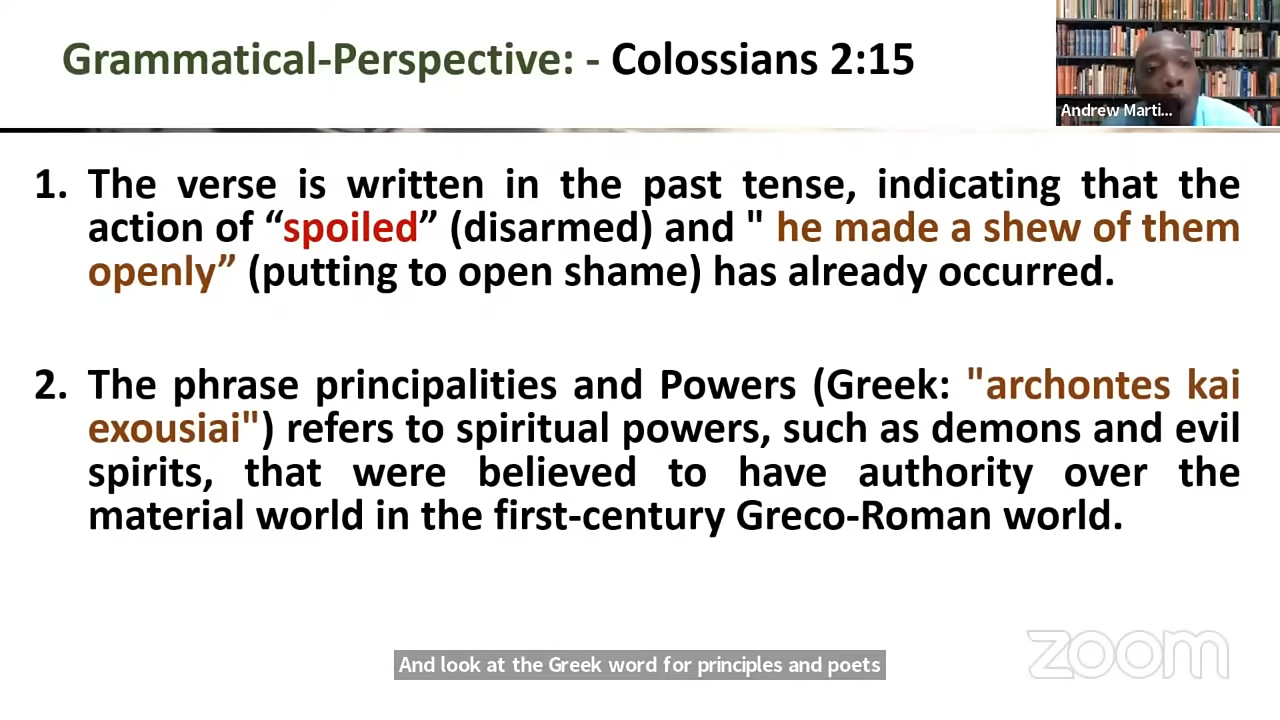 Grammatical-Perspective: - Colossians 2:15
Andrew Marti...
1. The verse is written in the past tense, indicating that the
action of “spoiled” (disarmed) and " he made a shew of them
openly” (putting to open shame) has already occurred.
2. The phrase principalities and Powers (Greek: "archontes kai
exousiai") refers to spiritual powers, such as demons and evil
spirits, that were believed to have authority over the
material world in the first-century Greco-Roman world.
And look at the Greek word for principles and poets
zoom